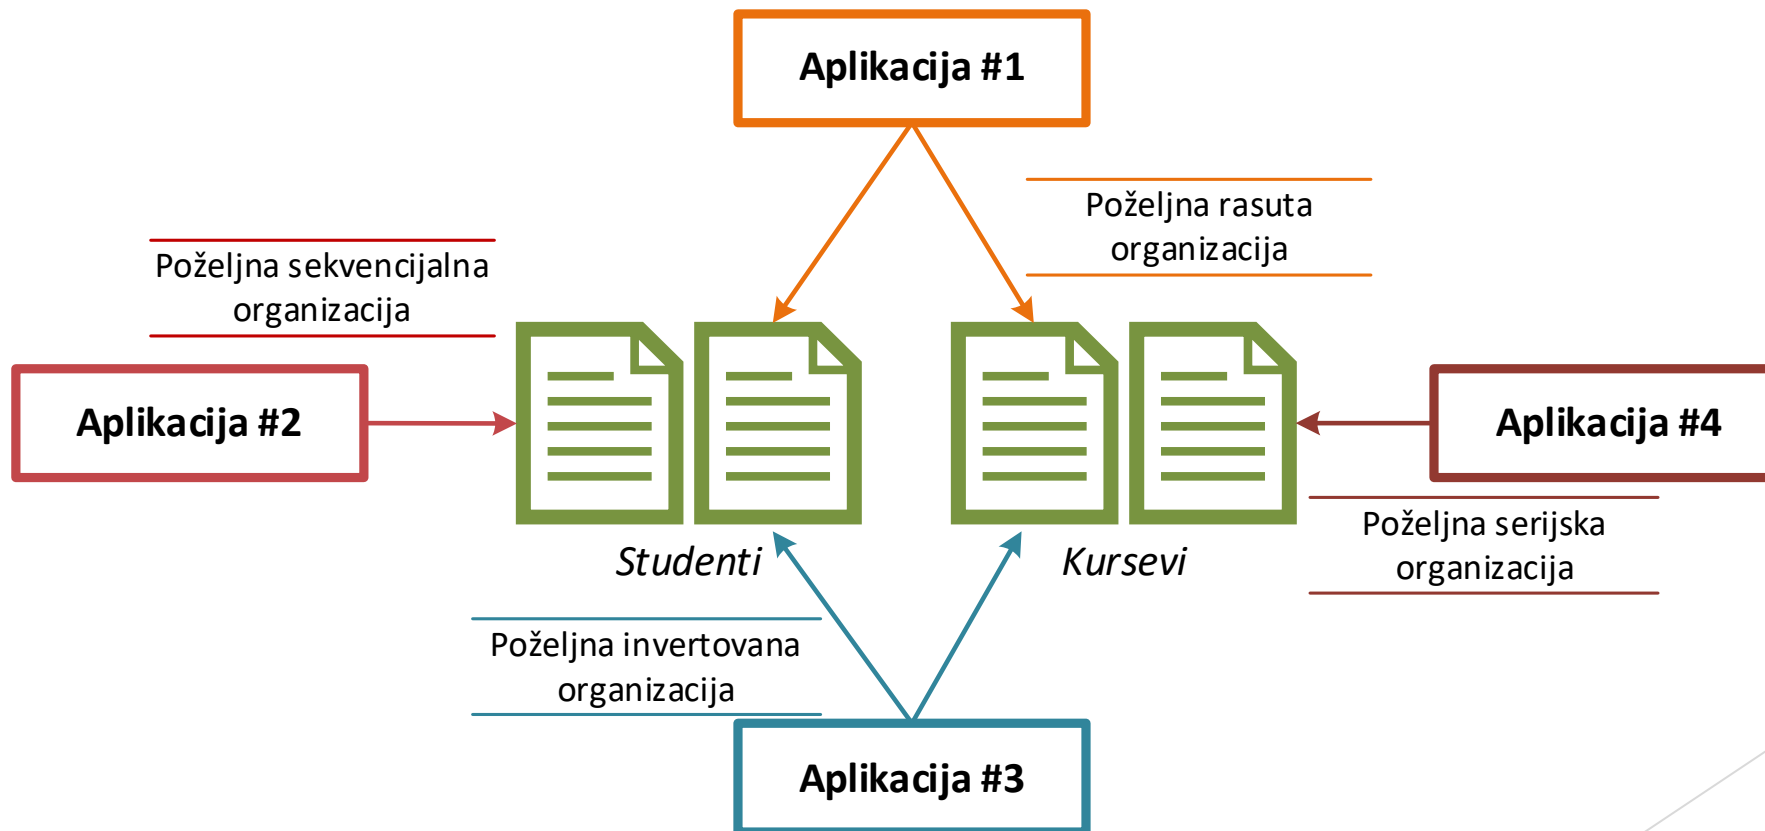 Aplikacija #1
Poželjna rasuta
organizacija
Poželjna sekvencijalna
organizacija
Aplikacija #2
Aplikacija #4
Poželjna serijska
organizacija
Studenti
Kursevi
Poželjna invertovana
organizacija
Aplikacija #3